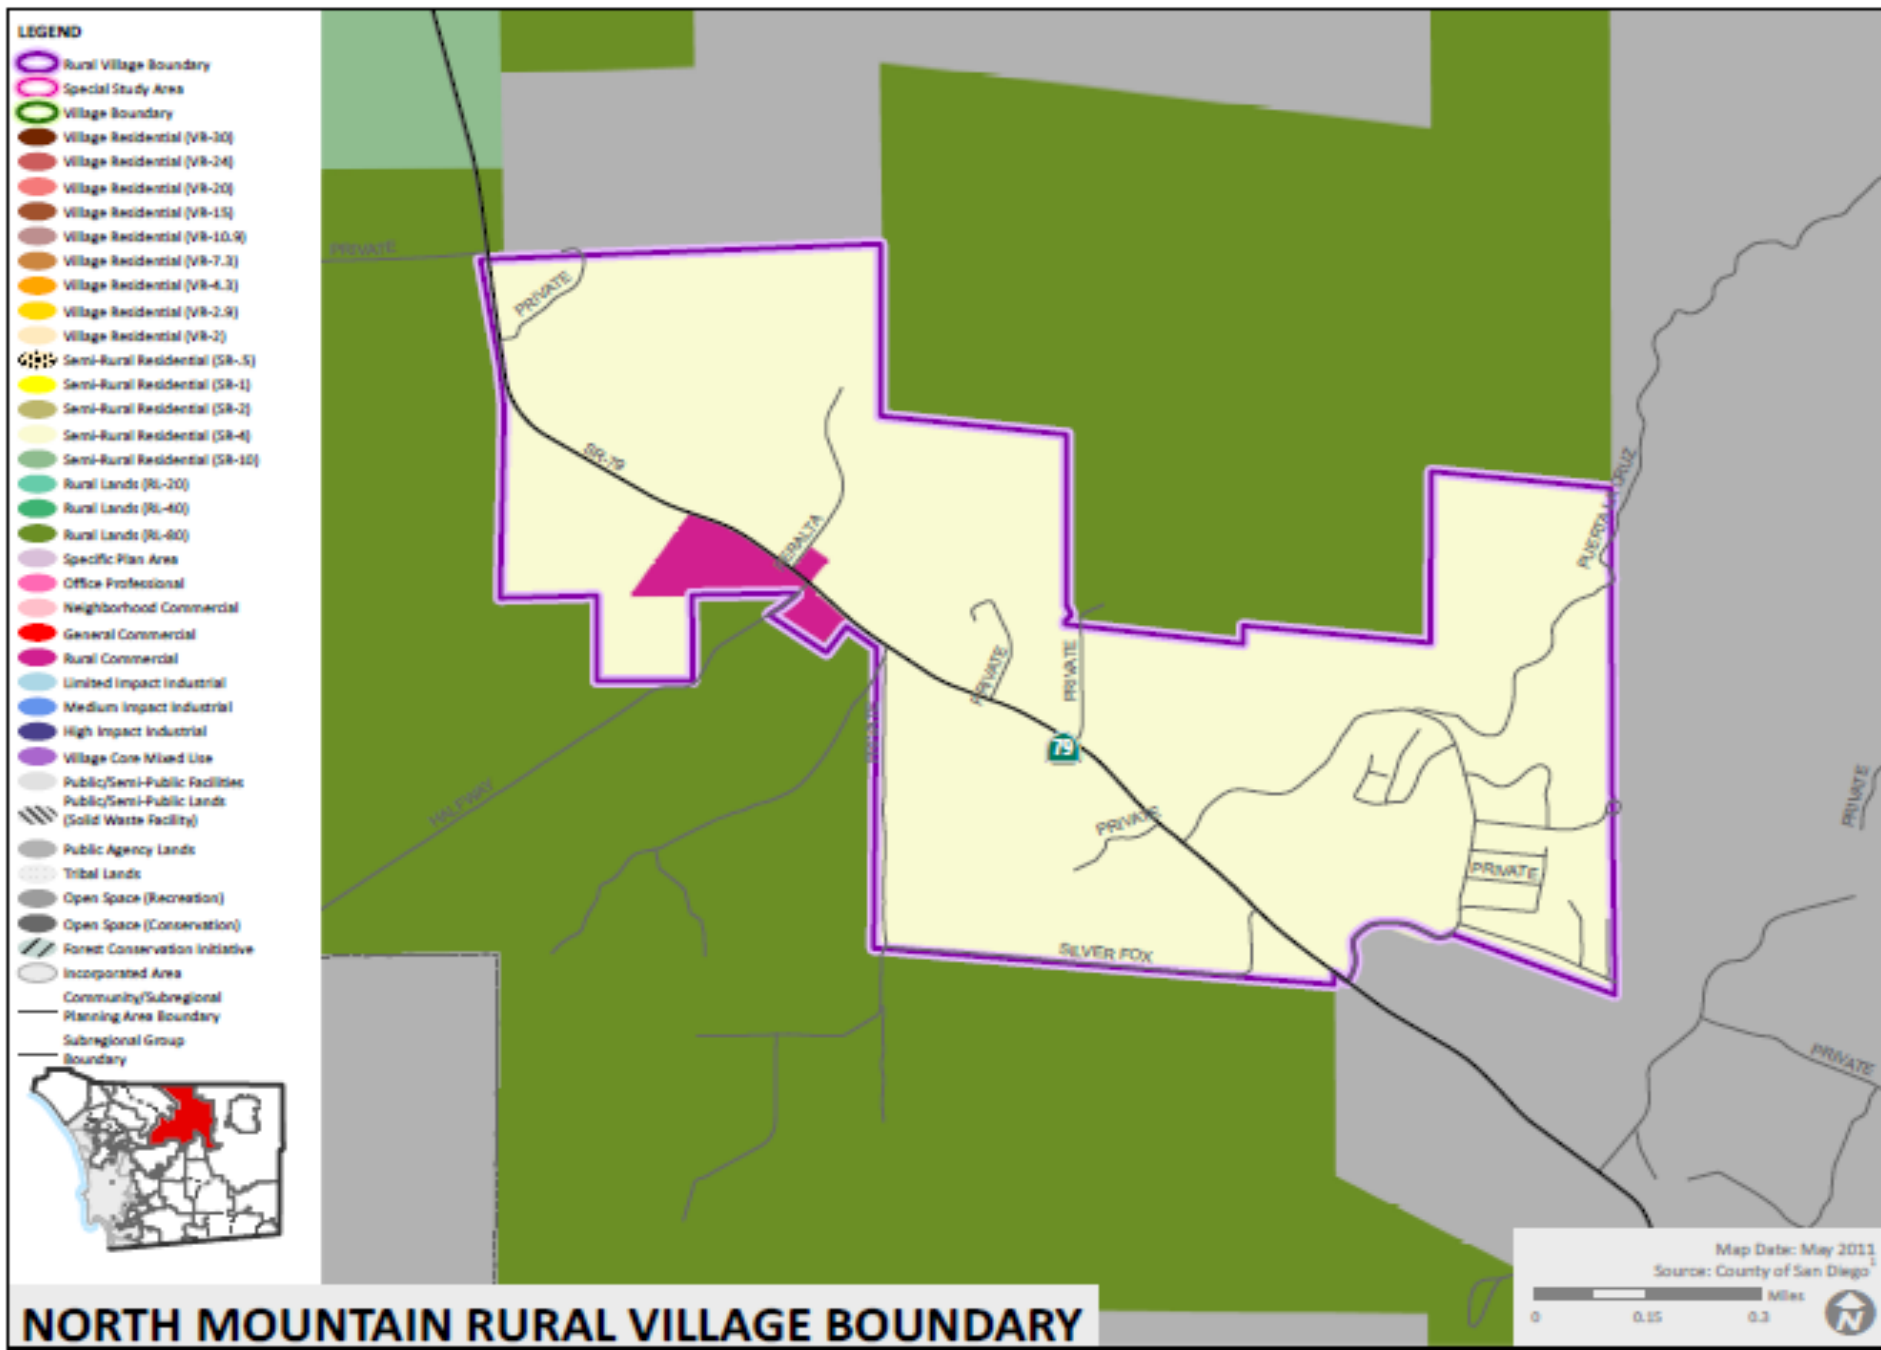 LEGEND
Rural Village Boundary
Special Study Area
Village Boundary
Village Residential (VR-30)
Village Residential (VR-24)
Village Residential (VR-20)
Village Residential (VR-15)
Village Residential (VR-10.9)
Village Residential (VR-7.3)
Village Residential (VR-4.3)
Village Residential (VR-2.9)
Village Residential (VR-2)
Semi-Rural Residential (SR-.5)
Semi-Rural Residential (SR-1)
Semi-Rural Residential (SR-2)
Semi-Rural Residential (SR-4)
Semi-Rural Residential (SR-10)
Rural Lands (RL-20)
Rural Lands (RL-40)
Rural Lands (RL-80)
Specific Plan Area
Office Professional
Neighborhood Commercial
General Commercial
Rural Commercial
Limited Impact Industrial
Medium Impact Industrial
High Impact Industrial
Village Core Mixed Use
Public/Semi-Public Facilities
Public/Semi-Public Lands
(Solid Waste Facility)
Public Agency Lands
Tribal Lands
Open Space (Recreation)
Open Space (Conservation)
Forest Conservation Initiative
Incorporated Area
Community/Subregional
Planning Area Boundary
Subregional Group
Boundary
PRIVATE
PRIVATE
SR-79
PUERTA LA CRUZ
PRIVATE
PRIVATE
79
HALFWAY
PRIVATE
PRIVATE
PRIVATE
SILVER FOX
PRIVATE
Map Date: May 2011
Source: County of San Diego
1
Miles
0 0.15 0.3
N
NORTH MOUNTAIN RURAL VILLAGE BOUNDARY